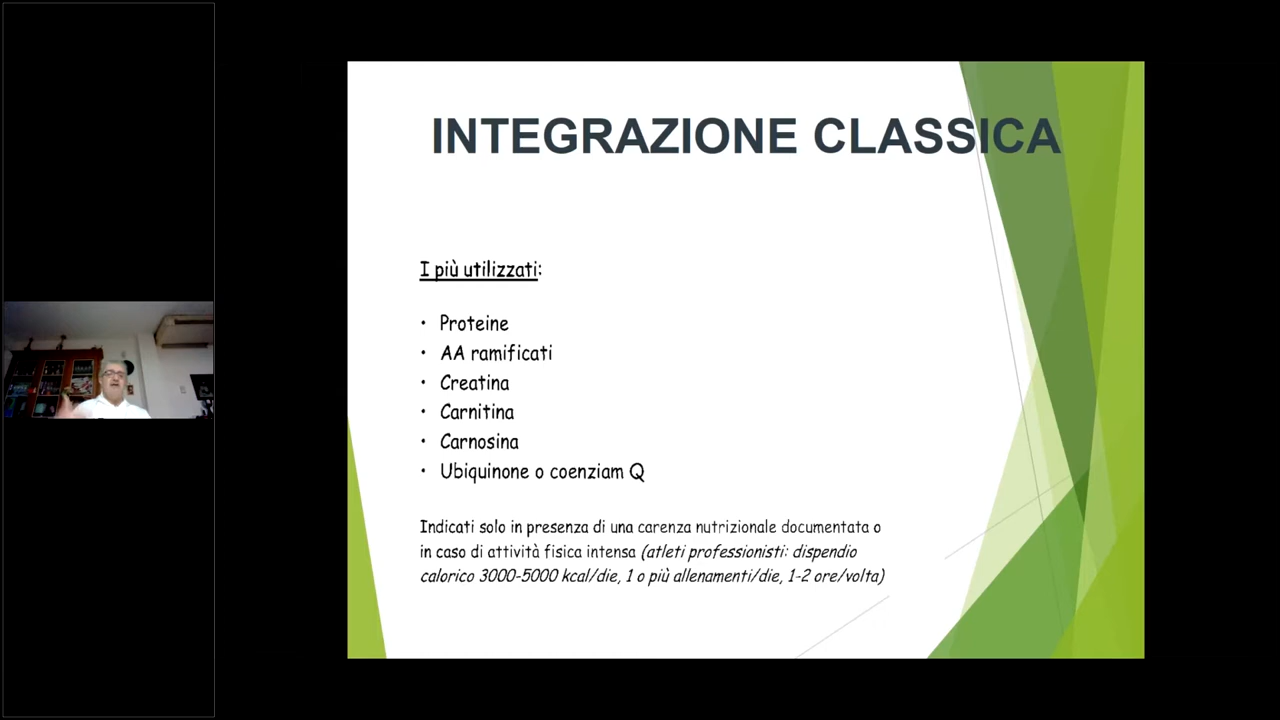 INTEGRAZIONE CLASSICA
I più utilizzati:
• Proteine
• AA ramificati
• Creatina
• Carnitina
• Carnosina
• Ubiquinone o coenziam Q
Indicati solo in presenza di una carenza nutrizionale documentata o
in caso di attività fisica intensa (atleti professionisti: dispendio
calorico 3000-5000 kcal/die, 1 o più allenamenti/die, 1-2 ore/volta)